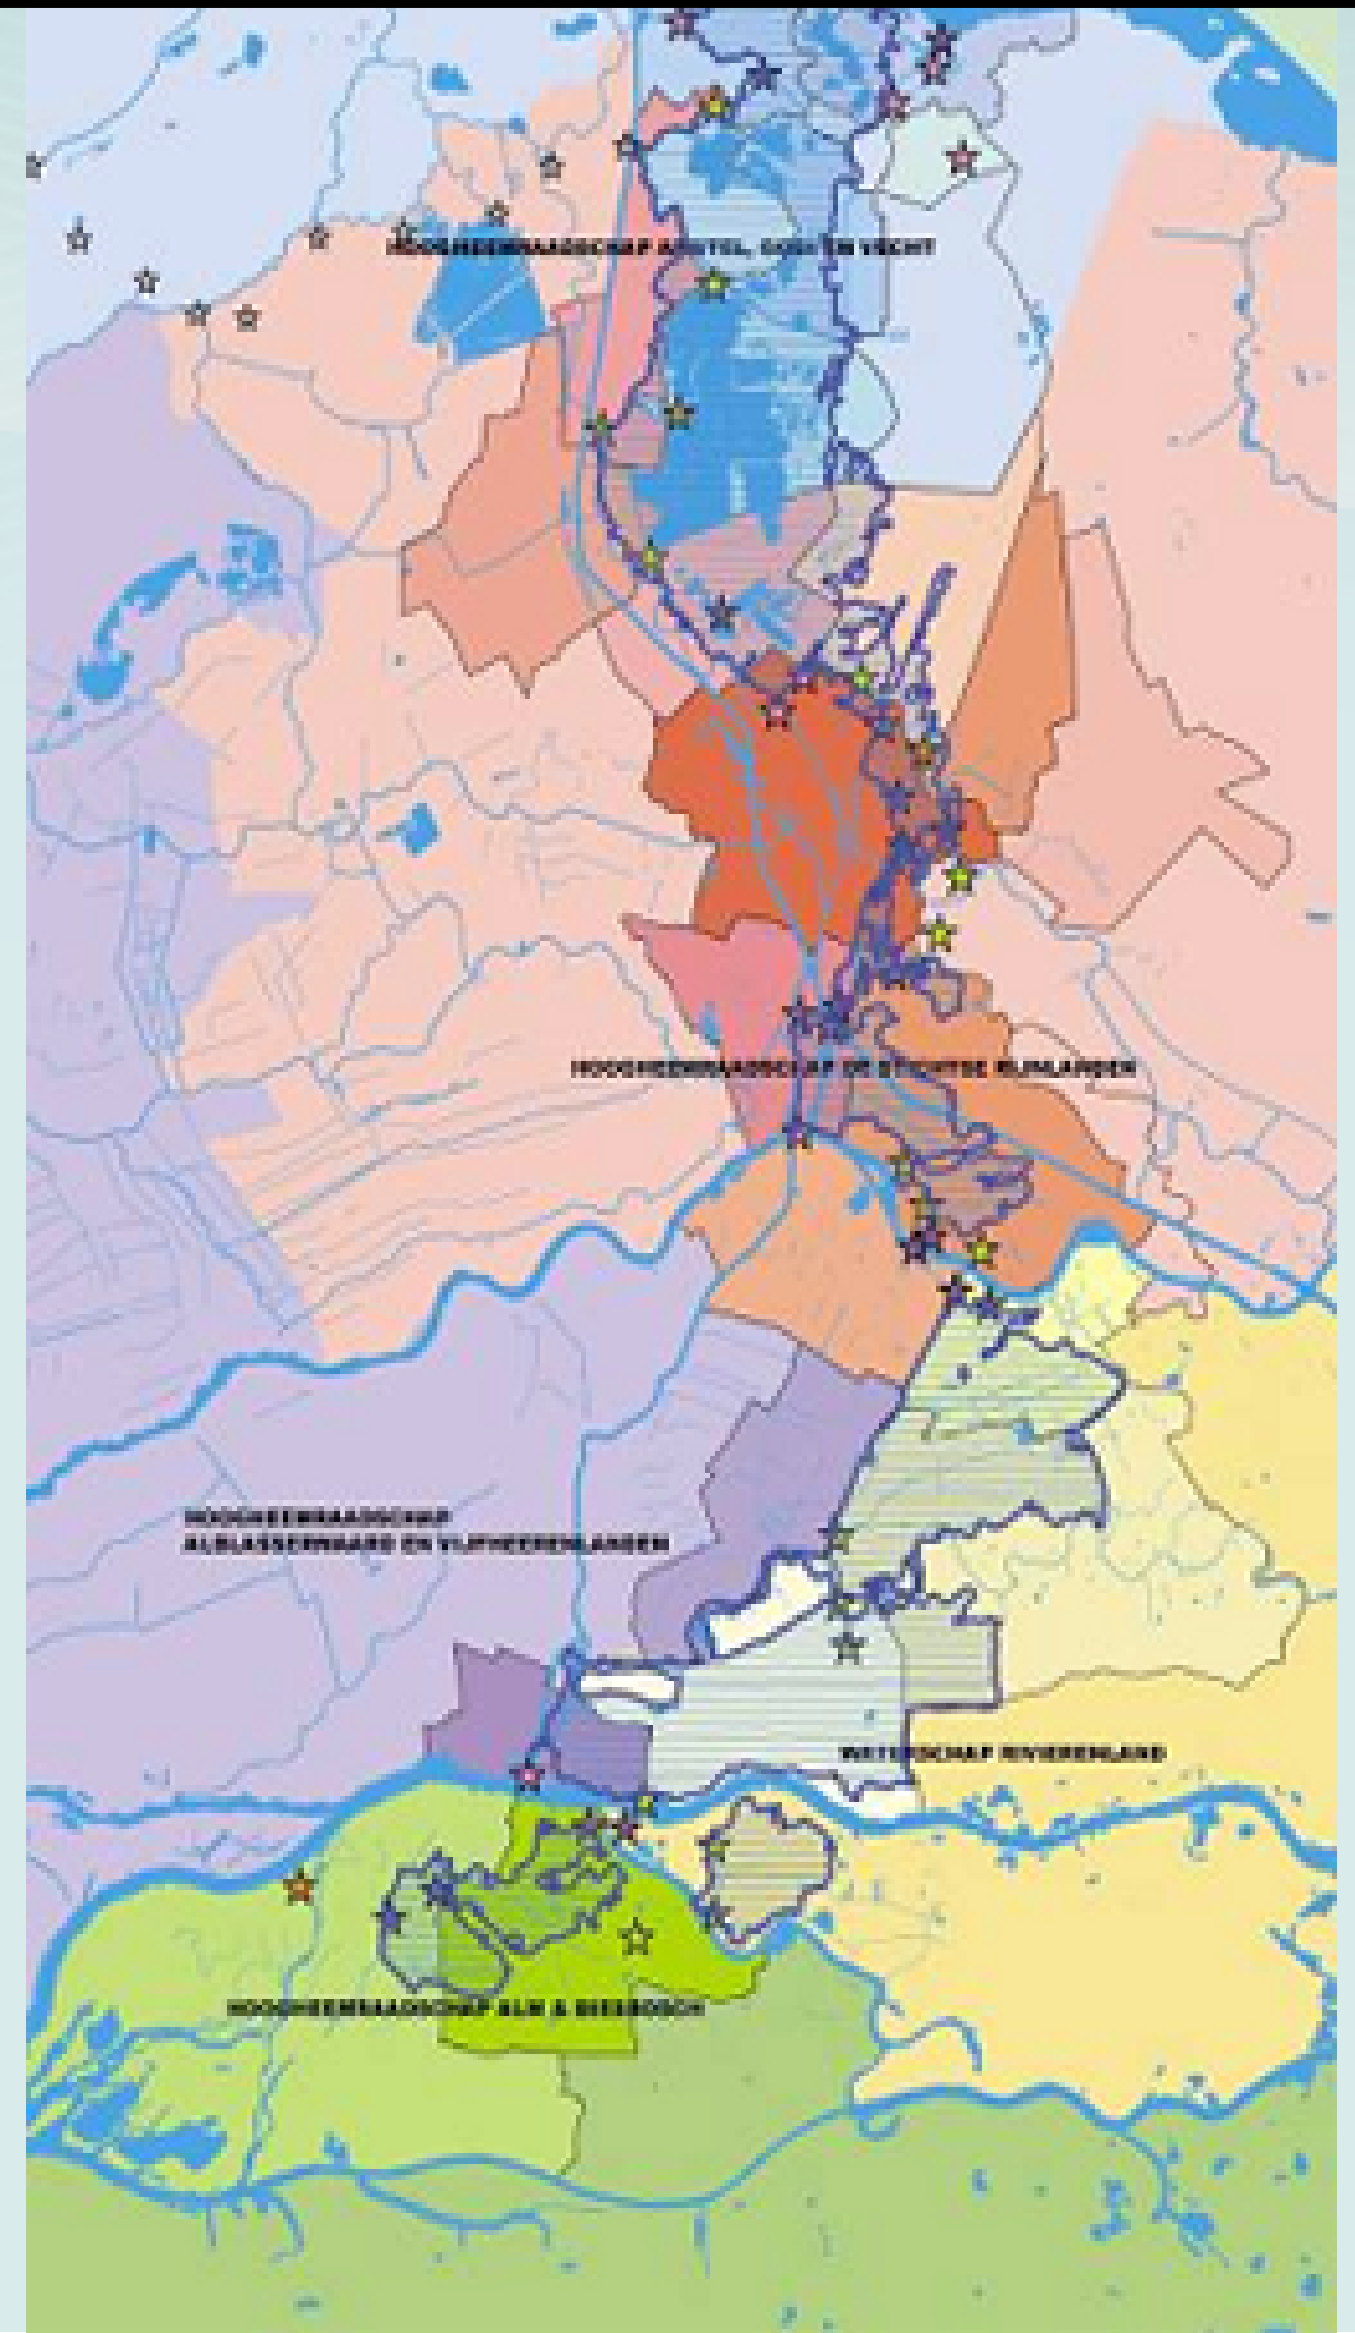 HOOGHEEMRAADSCHAP AMSTEL, GOOI EN VECHT
HOOGHEEMRAADSCHAP DE STICHTSE RIJNLANDEN
HOOGHEEMRAADSCHAP
ALBLASSERWAARD EN VIJFHEERENLANDEN
WATERSCHAP RIVIERENLAND
HOOGHEEMRAADSCHAP ALM & BIESBOSCH